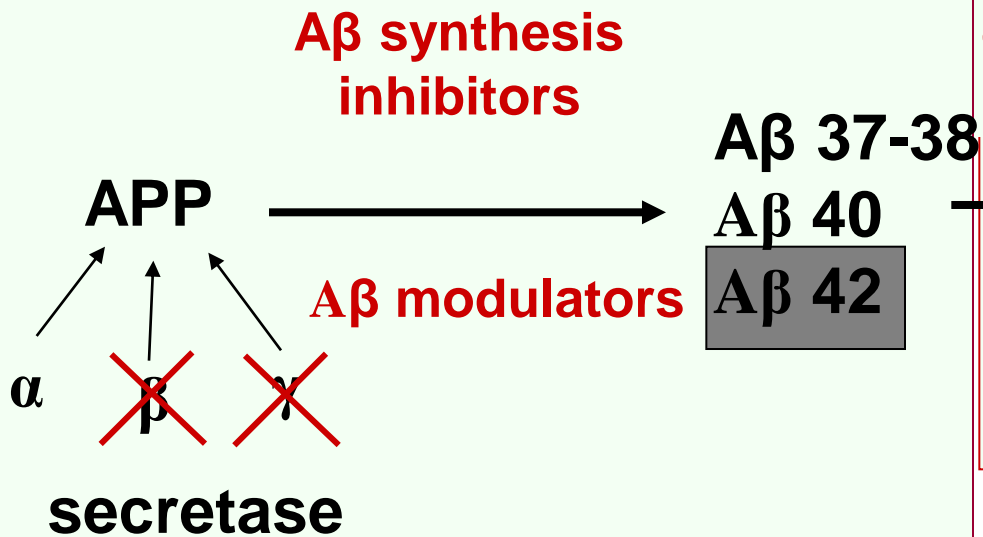 Aβ synthesis
inhibitors
Aβ 37-38
APP
Aβ 40
Aβ modulators
Aβ 42
α β γ
secretase